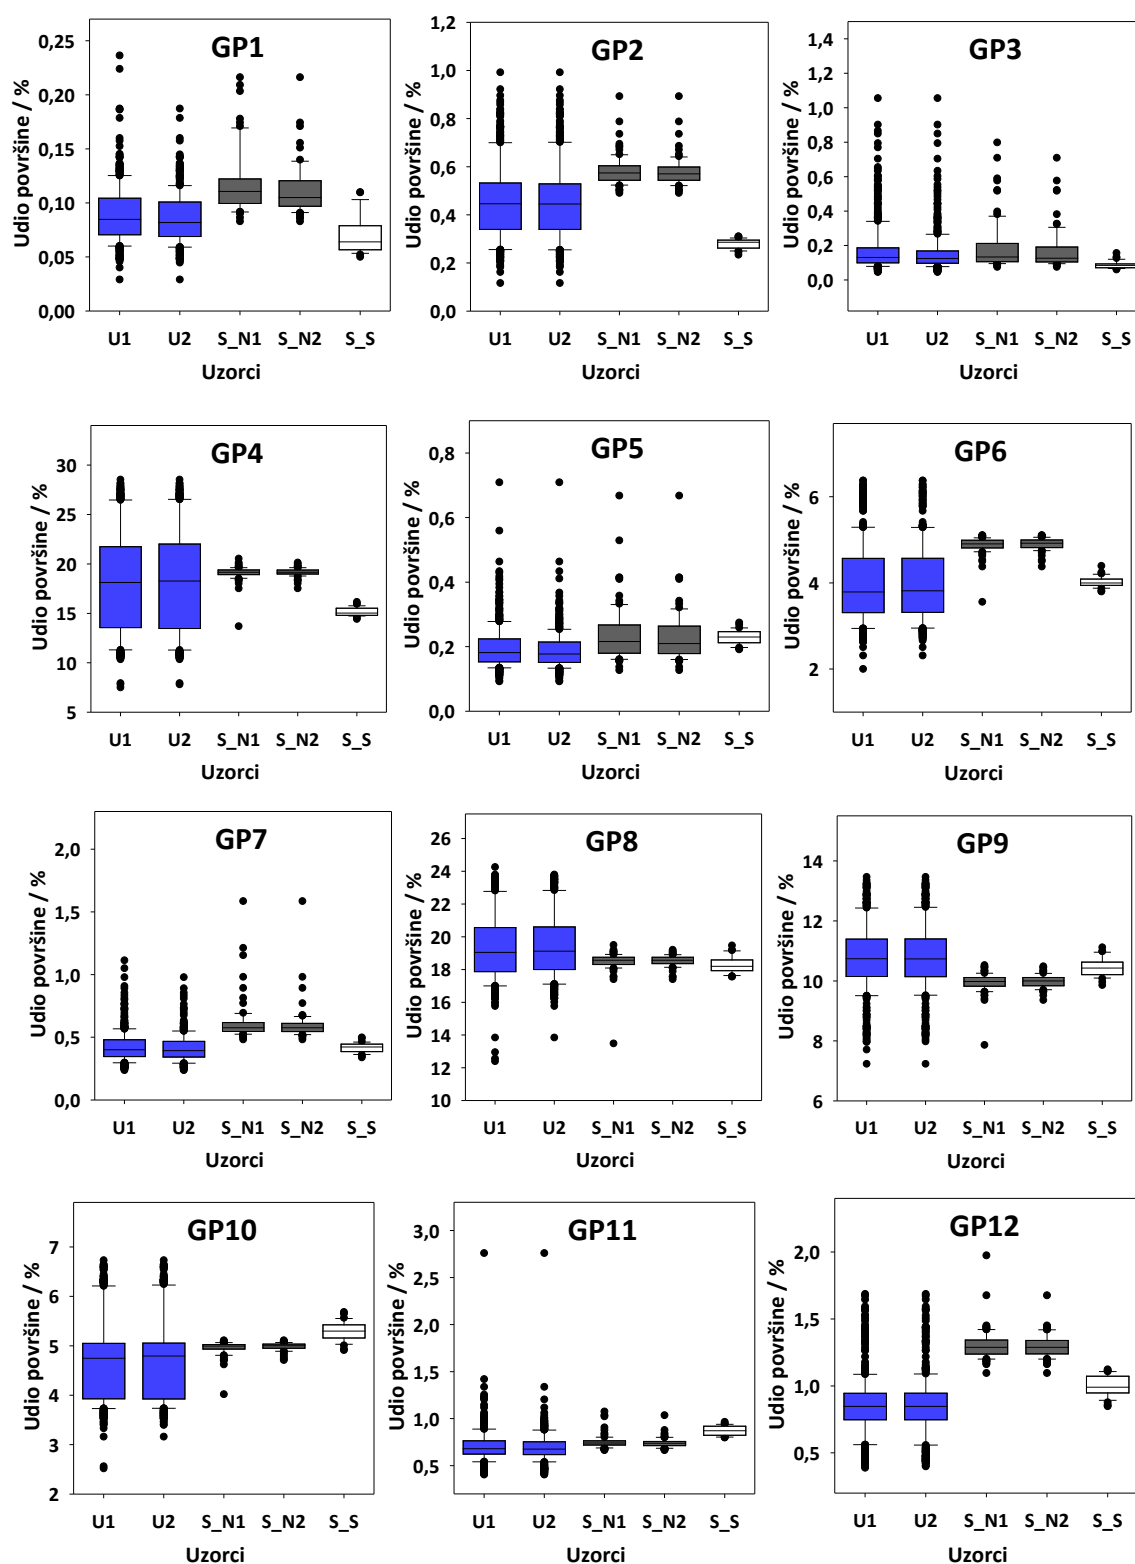 GP1
Udio površine / %
0,25
0,20
0,15
0,10
0,05
0,00
U1 U2 S_N1 S_N2 S_S
Uzorci
GP2
Udio površine / %
1,2
1,0
0,8
0,6
0,4
0,2
0,0
U1 U2 S_N1 S_N2 S_S
Uzorci
GP3
Udio površine / %
1,4
1,2
1,0
0,8
0,6
0,4
0,2
0,0
U1 U2 S_N1 S_N2 S_S
Uzorci
GP4
Udio površine / %
30
25
20
15
10
5
U1 U2 S_N1 S_N2 S_S
Uzorci
GP5
Udio površine / %
0,8
0,6
0,4
0,2
0,0
U1 U2 S_N1 S_N2 S_S
Uzorci
GP6
Udio površine / %
6
4
2
U1 U2 S_N1 S_N2 S_S
Uzorci
GP7
Udio površine / %
2,0
1,5
1,0
0,5
0,0
U1 U2 S_N1 S_N2 S_S
Uzorci
GP8
Udio površine / %
26
24
22
20
18
16
14
12
10
U1 U2 S_N1 S_N2 S_S
Uzorci
GP9
Udio površine / %
14
12
10
8
6
U1 U2 S_N1 S_N2 S_S
Uzorci
GP10
Udio površine / %
7
6
5
4
3
2
U1 U2 S_N1 S_N2 S_S
Uzorci
GP11
Udio površine / %
3,0
2,5
2,0
1,5
1,0
0,5
U1 U2 S_N1 S_N2 S_S
Uzorci
GP12
Udio površine / %
2,0
1,5
1,0
0,5
U1 U2 S_N1 S_N2 S_S
Uzorci